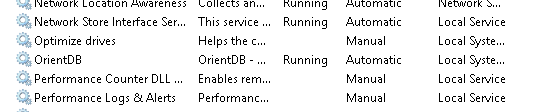 Network Location Awareness Collects an... Running Automatic Network S...
Network Store Interface Ser... This service ... Running Automatic Local Service
Optimize drives Helps the c... Manual Local Syste...
OrientDB OrientDB - ... Running Automatic Local Syste...
Performance Counter DLL ... Enables rem... Manual Local Service
Performance Logs & Alerts Performanc... Manual Local Service